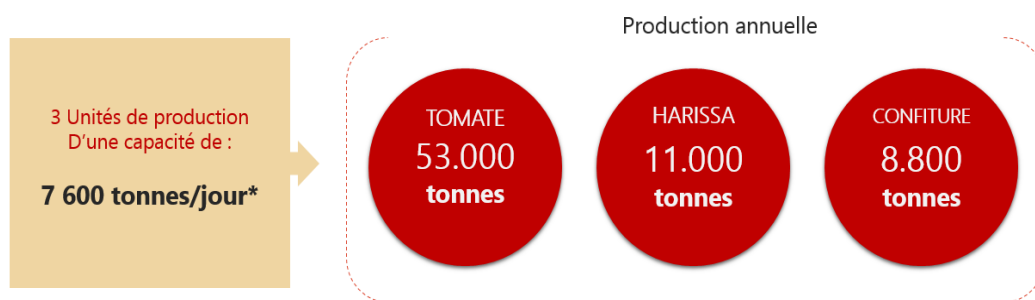 Production annuelle
3 Unités de production
D'une capacité de :
7 600 tonnes/jour*
TOMATE
53.000
tonnes
HARISSA
11.000
tonnes
CONFITURE
8.800
tonnes